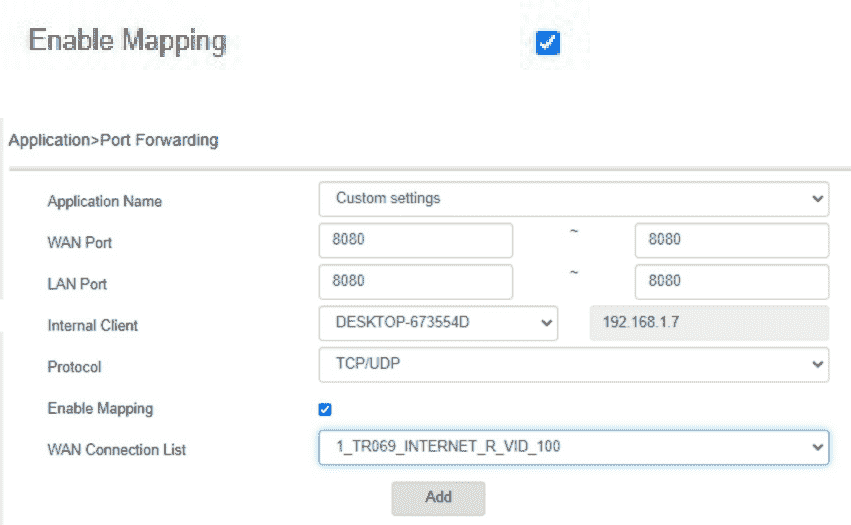 Enable Mapping
Application>Port Forwarding
Application Name Custom settings
WAN Port 8080 ~ 8080
LAN Port 8080 ~ 8080
Internal Client DESKTOP-673554D 192.168.1.7
Protocol TCP/UDP
Enable Mapping
WAN Connection List 1_TR069_INTERNET_R_VID_100
Add